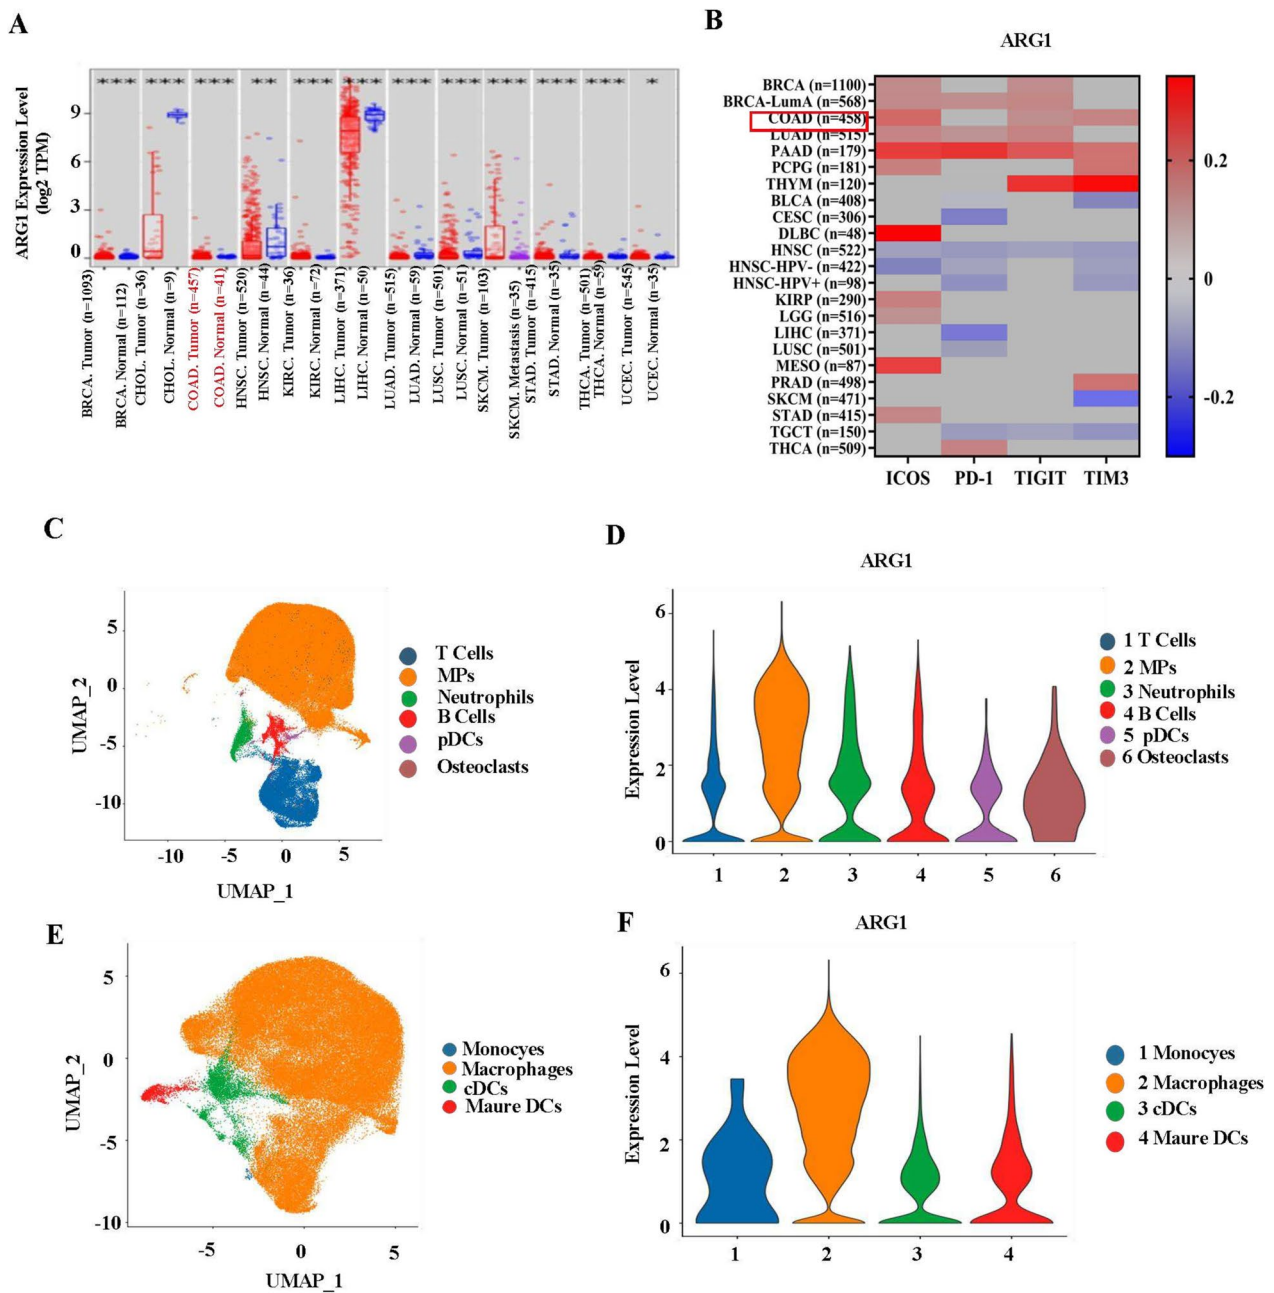 A
ARG1 Expression Level
(log2 TPM)
9
6
3
0
*** *** *** ** *** *** *** *** *** *** *
BRCA. Tumor (n=1093)
BRCA. Normal (n=112)
CHOL. Tumor (n=36)
CHOL. Normal (n=9)
COAD. Tumor (n=457)
COAD. Normal (n=41)
HNSC. Tumor (n=520)
HNSC. Normal (n=44)
KIRC. Tumor (n=36)
KIRC. Normal (n=72)
LIHC. Tumor (n=371)
LIHC. Normal (n=50)
LUAD. Tumor (n=515)
LUAD. Normal (n=59)
LUSC. Tumor (n=501)
LUSC. Normal (n=51)
SKCM. Tumor (n=103)
SKCM. Metastasis (n=35)
STAD. Tumor (n=415)
STAD. Normal (n=35)
THCA. Tumor (n=501)
THCA. Normal (n=59)
UCEC. Tumor (n=545)
UCEC. Normal (n=35)
B
ARG1
BRCA (n=1100)
BRCA-LumA (n=568)
COAD (n=458)
LUAD (n=515)
PAAD (n=179)
PCPG (n=181)
THYM (n=120)
BLCA (n=408)
CESC (n=306)
DLBC (n=48)
HNSC (n=522)
HNSC-HPV- (n=422)
HNSC-HPV+ (n=98)
KIRP (n=290)
LGG (n=516)
LIHC (n=371)
LUSC (n=501)
MESO (n=87)
PRAD (n=498)
SKCM (n=471)
STAD (n=415)
TGCT (n=150)
THCA (n=509)
ICOS PD-1 TIGIT TIM3
0.2
0
-0.2
C
UMAP_2
5
0
-5
-10
-10 -5 0 5
UMAP_1
T Cells
MPs
Neutrophils
B Cells
pDCs
Osteoclasts
D
ARG1
Expression Level
6
4
2
0
1 2 3 4 5 6
1 T Cells
2 MPs
3 Neutrophils
4 B Cells
5 pDCs
6 Osteoclasts
E
UMAP_2
5
0
-5
-10
-5 0 5
UMAP_1
Monocyes
Macrophages
cDCs
Maure DCs
F
ARG1
Expression Level
6
4
2
0
1 2 3 4
1 Monocyes
2 Macrophages
3 cDCs
4 Maure DCs